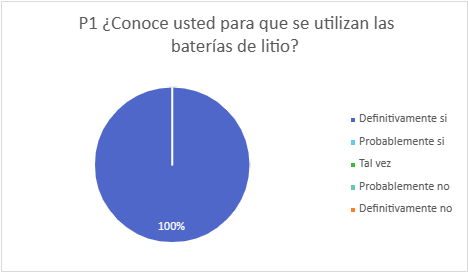 P1 ¿Conoce usted para que se utilizan las
baterías de litio?
100%
Definitivamente si
Probablemente si
Tal vez
Probablemente no
Definitivamente no